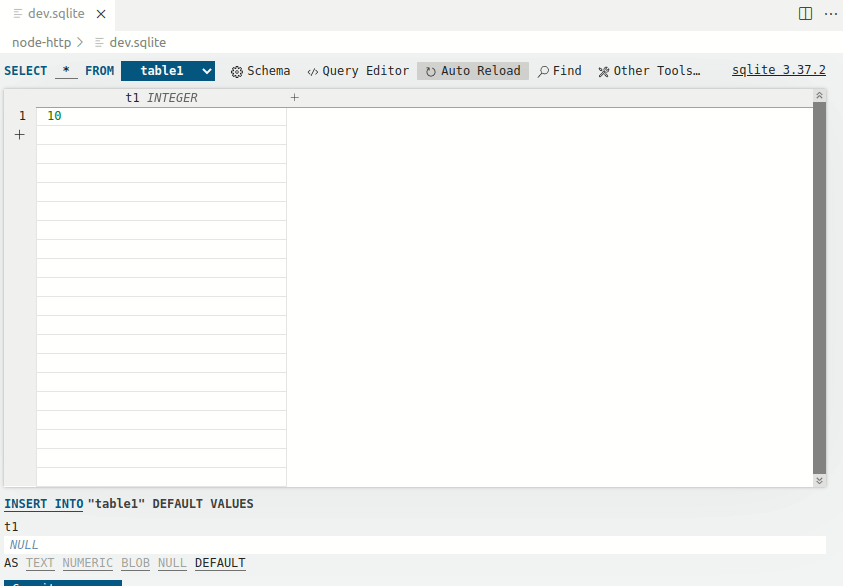 dev.sqlite
node-http > dev.sqlite
SELECT * FROM table1 Schema Query Editor Auto Reload Find Other Tools… sqlite 3.37.2
t1 INTEGER +
1 10
+
INSERT INTO "table1" DEFAULT VALUES
t1
NULL
AS TEXT NUMERIC BLOB NULL DEFAULT